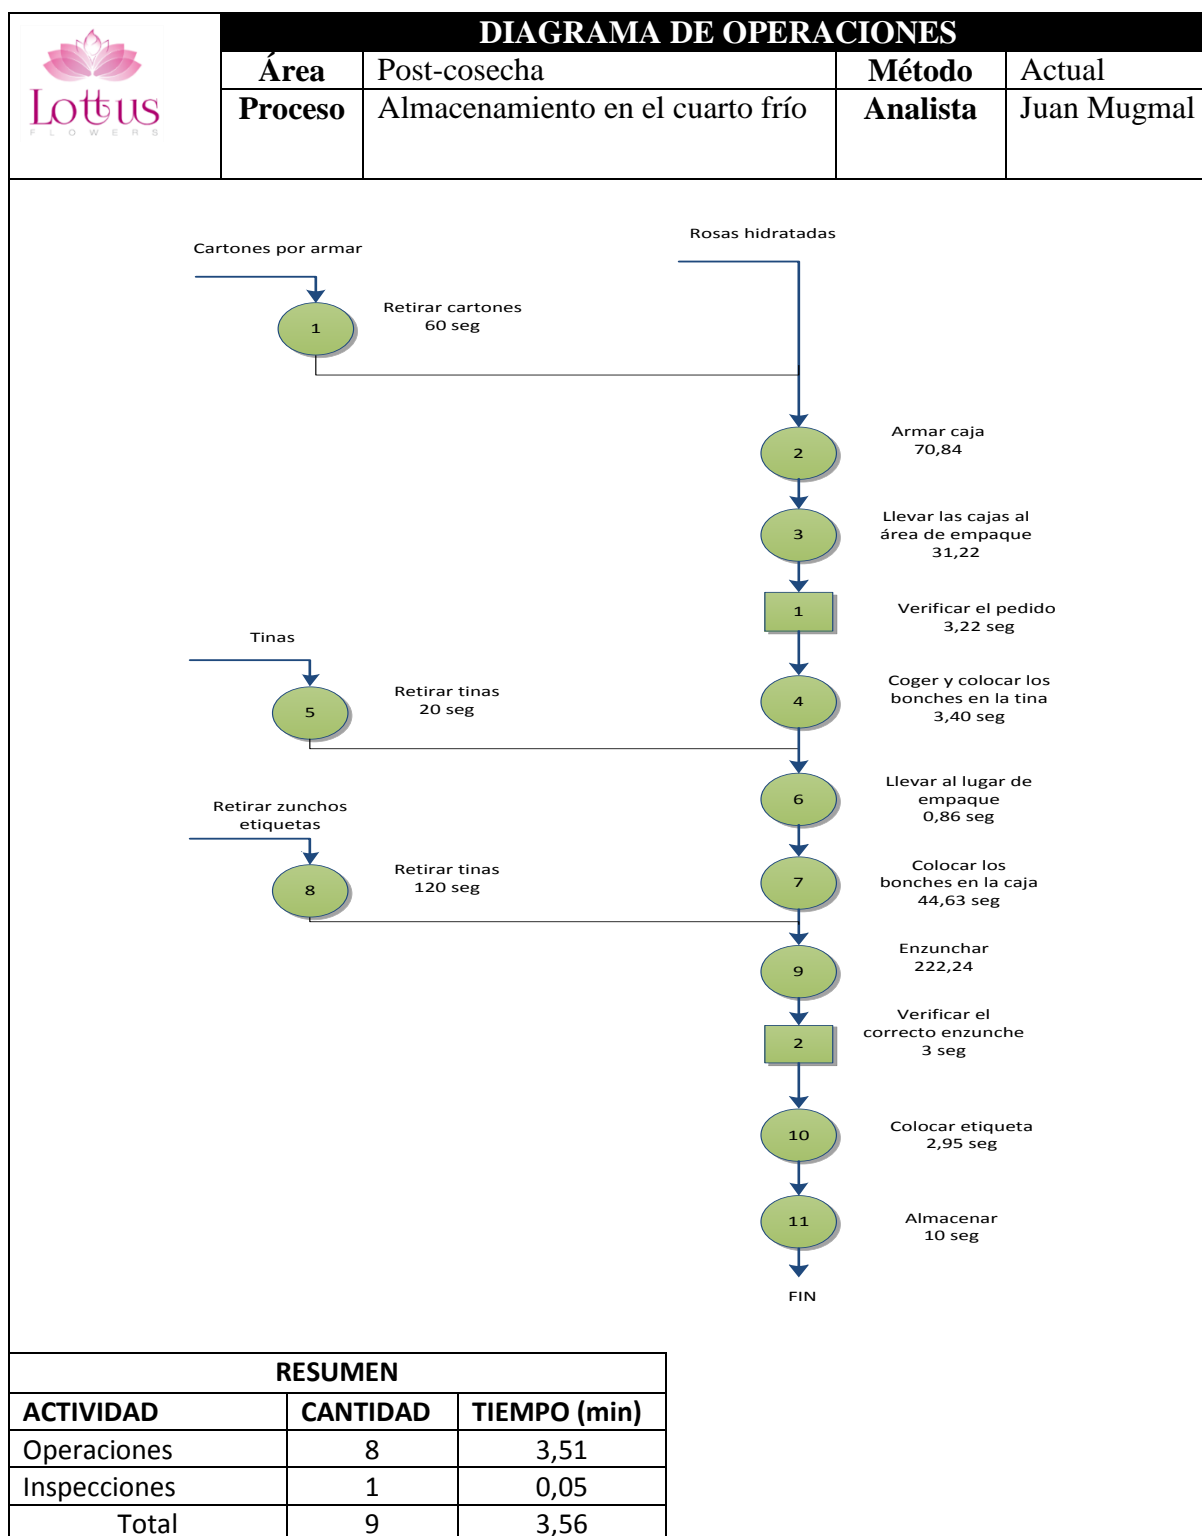 Lottus
FLOWERS
DIAGRAMA DE OPERACIONES
Área Post-cosecha Método Actual
Proceso Almacenamiento en el cuarto frío Analista Juan Mugmal
Rosas hidratadas
Cartones por armar
1
Retirar cartones
60 seg
2
Armar caja
70,84
3
Llevar las cajas al
área de empaque
31,22
1
Verificar el pedido
3,22 seg
Tinas
5
Retirar tinas
20 seg
4
Coger y colocar los
bonches en la tina
3,40 seg
6
Llevar al lugar de
empaque
0,86 seg
Retirar zunchos
etiquetas
8
Retirar tinas
120 seg
7
Colocar los
bonches en la caja
44,63 seg
9
Enzunchar
222,24
2
Verificar el
correcto enzunche
3 seg
10
Colocar etiqueta
2,95 seg
11
Almacenar
10 seg
FIN
RESUMEN
ACTIVIDAD CANTIDAD TIEMPO (min)
Operaciones 8 3,51
Inspecciones 1 0,05
Total 9 3,56